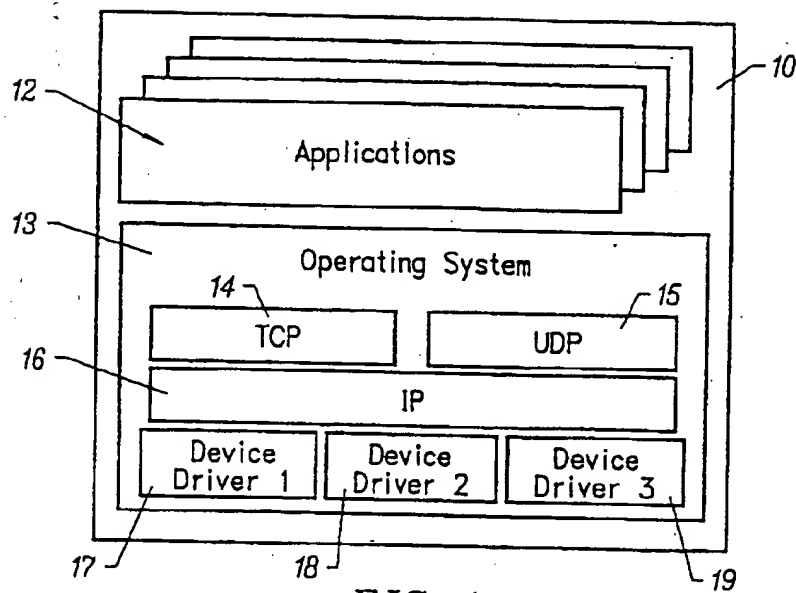 10
12
Applications
13
Operating System
14
15
TCP
UDP
16
IP
Device
Driver 1
Device
Driver 2
Device
Driver 3
17
18
19